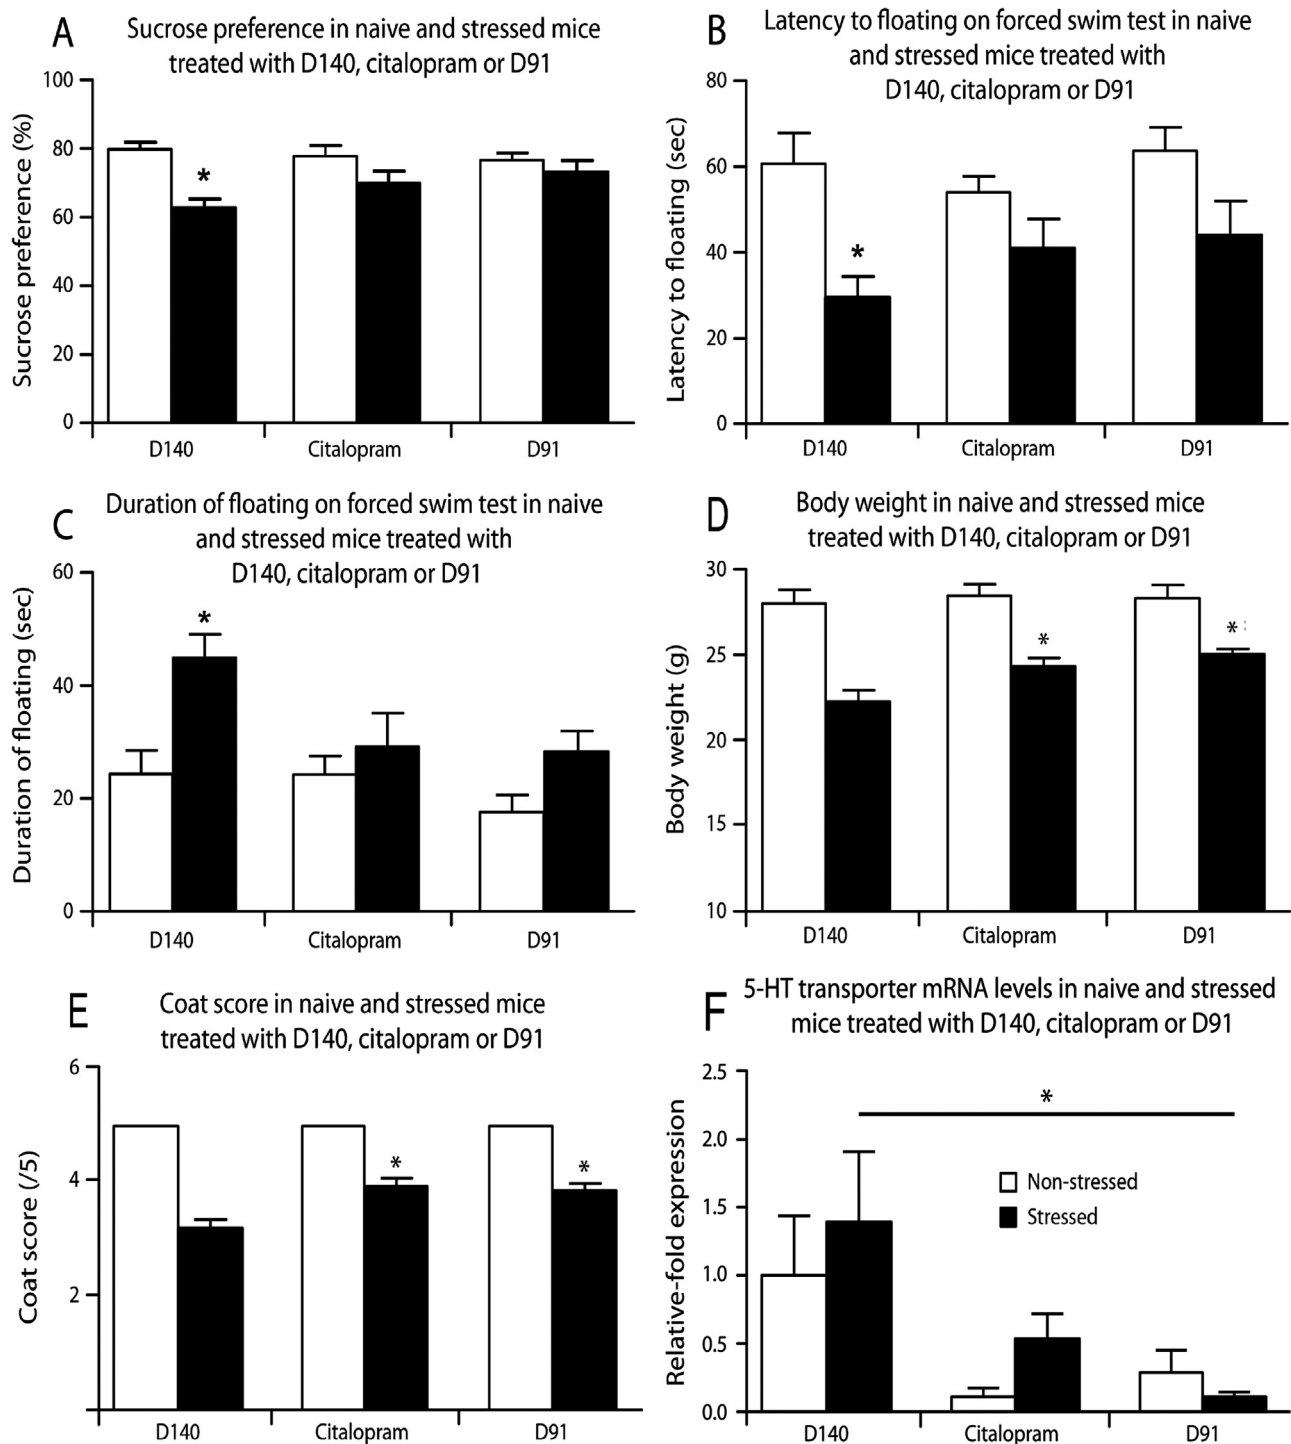 A
Sucrose preference in naive and stressed mice
treated with D140, citalopram or D91
Sucrose preference (%)
100
80
60
40
20
0
*
D140
Citalopram
D91
B
Latency to floating on forced swim test in naive
and stressed mice treated with
D140, citalopram or D91
Latency to floating (sec)
80
60
40
20
0
*
D140
Citalopram
D91
C
Duration of floating on forced swim test in naive
and stressed mice treated with
D140, citalopram or D91
Duration of floating (sec)
60
40
20
0
*
D140
Citalopram
D91
D
Body weight in naive and stressed mice
treated with D140, citalopram or D91
Body weight (g)
30
25
20
15
10
*
*
D140
Citalopram
D91
E
Coat score in naive and stressed mice
treated with D140, citalopram or D91
Coat score (/5)
6
4
2
*
*
D140
Citalopram
D91
F
5-HT transporter mRNA levels in naive and stressed
mice treated with D140, citalopram or D91
Relative-fold expression
2.5
2.0
1.5
1.0
0.5
0.0
*
Non-stressed
Stressed
D140
Citalopram
D91